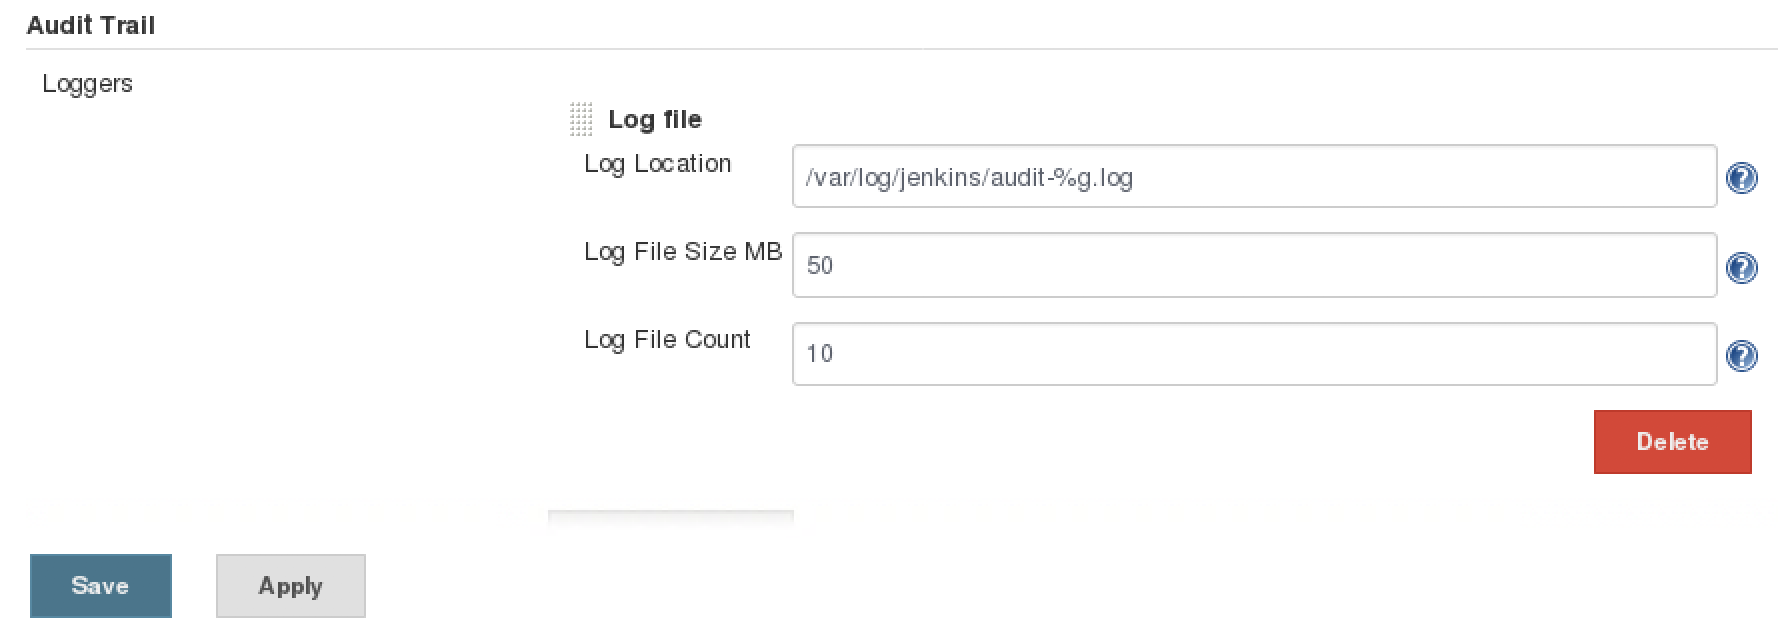 Audit Trail
Loggers
Log file
Log Location /var/log/jenkins/audit-%g.log ?
Log File Size MB 50 ?
Log File Count 10 ?
Delete
Save Apply